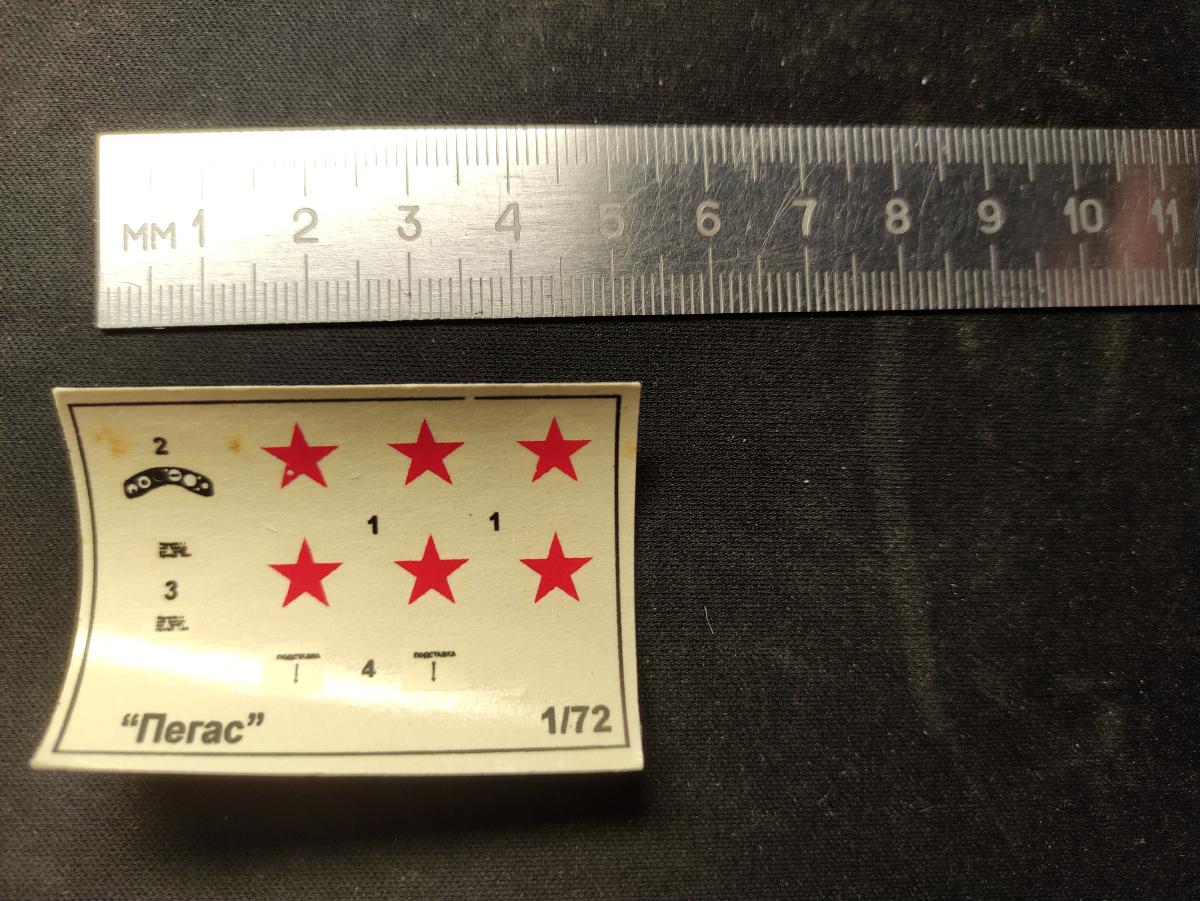 мм 1 2 3 4 5 6 7 8 9 10 11
2
1 1
3
ПОДСТАВКА 4 ПОДСТАВКА
"Пегас" 1/72